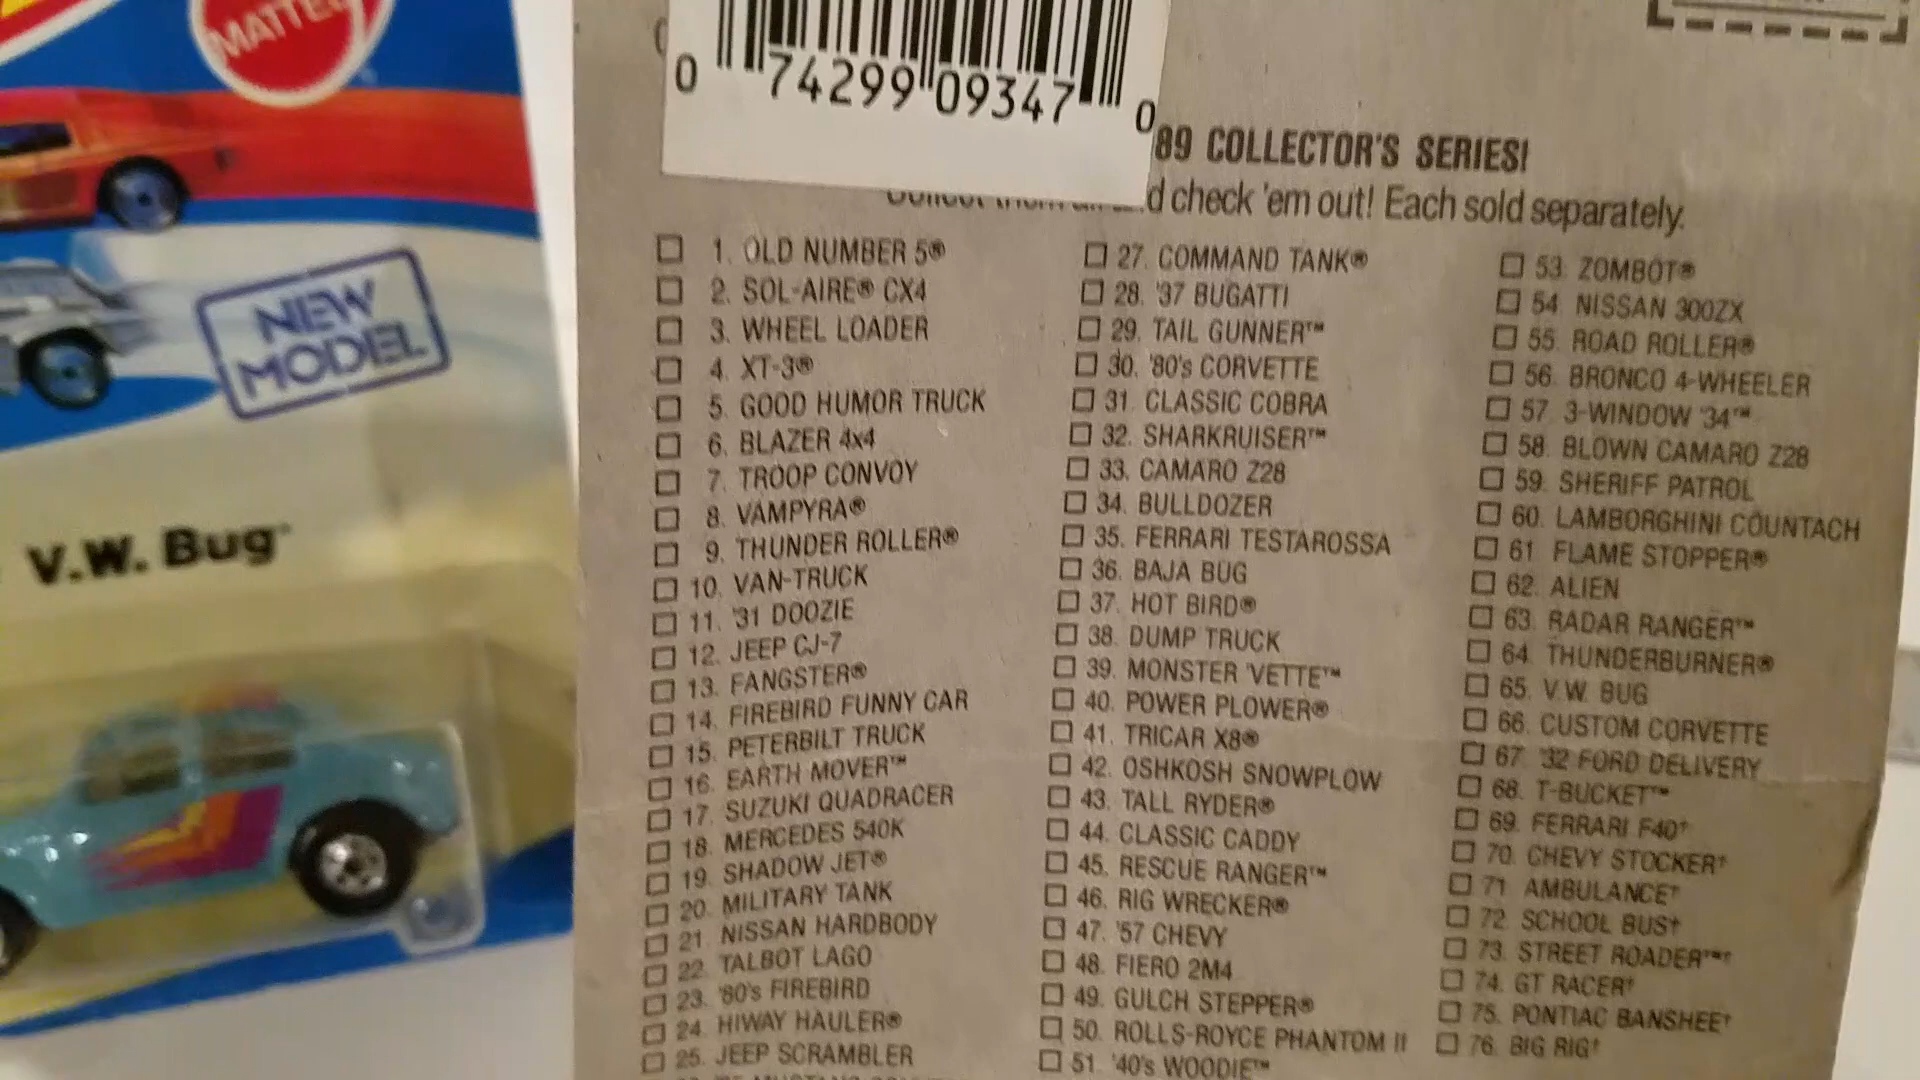 MATTEL
NEW
MODEL
V.W. Bug
0 74299 09347 0
89 COLLECTOR'S SERIES!
d check 'em out! Each sold separately.
1. OLD NUMBER 5®
2. SOL-AIRE® CX4
3. WHEEL LOADER
4. XT-3®
5. GOOD HUMOR TRUCK
6. BLAZER 4x4
7. TROOP CONVOY
8. VAMPYRA®
9. THUNDER ROLLER®
10. VAN-TRUCK
11. '31 DOOZIE
12. JEEP CJ-7
13. FANGSTER®
14. FIREBIRD FUNNY CAR
15. PETERBILT TRUCK
16. EARTH MOVER™
17. SUZUKI QUADRACER
18. MERCEDES 540K
19. SHADOW JET®
20. MILITARY TANK
21. NISSAN HARDBODY
22. TALBOT LAGO
23. '80's FIREBIRD
24. HIWAY HAULER®
25. JEEP SCRAMBLER
27. COMMAND TANK®
28. '37 BUGATTI
29. TAIL GUNNER™
30. '80's CORVETTE
31. CLASSIC COBRA
32. SHARKRUISER™
33. CAMARO Z28
34. BULLDOZER
35. FERRARI TESTAROSSA
36. BAJA BUG
37. HOT BIRD®
38. DUMP TRUCK
39. MONSTER 'VETTE™
40. POWER PLOWER®
41. TRICAR X8®
42. OSHKOSH SNOWPLOW
43. TALL RYDER®
44. CLASSIC CADDY
45. RESCUE RANGER™
46. RIG WRECKER®
47. '57 CHEVY
48. FIERO 2M4
49. GULCH STEPPER®
50. ROLLS-ROYCE PHANTOM II
51. '40's WOODIE™
53. ZOMBOT®
54. NISSAN 300ZX
55. ROAD ROLLER®
56. BRONCO 4-WHEELER
57. 3-WINDOW '34™
58. BLOWN CAMARO Z28
59. SHERIFF PATROL
60. LAMBORGHINI COUNTACH
61. FLAME STOPPER®
62. ALIEN
63. RADAR RANGER™
64. THUNDERBURNER®
65. V.W. BUG
66. CUSTOM CORVETTE
67. '32 FORD DELIVERY
68. T-BUCKET™
69. FERRARI F40†
70. CHEVY STOCKER†
71. AMBULANCE†
72. SCHOOL BUS†
73. STREET ROADER™†
74. GT RACER†
75. PONTIAC BANSHEE†
76. BIG RIG†